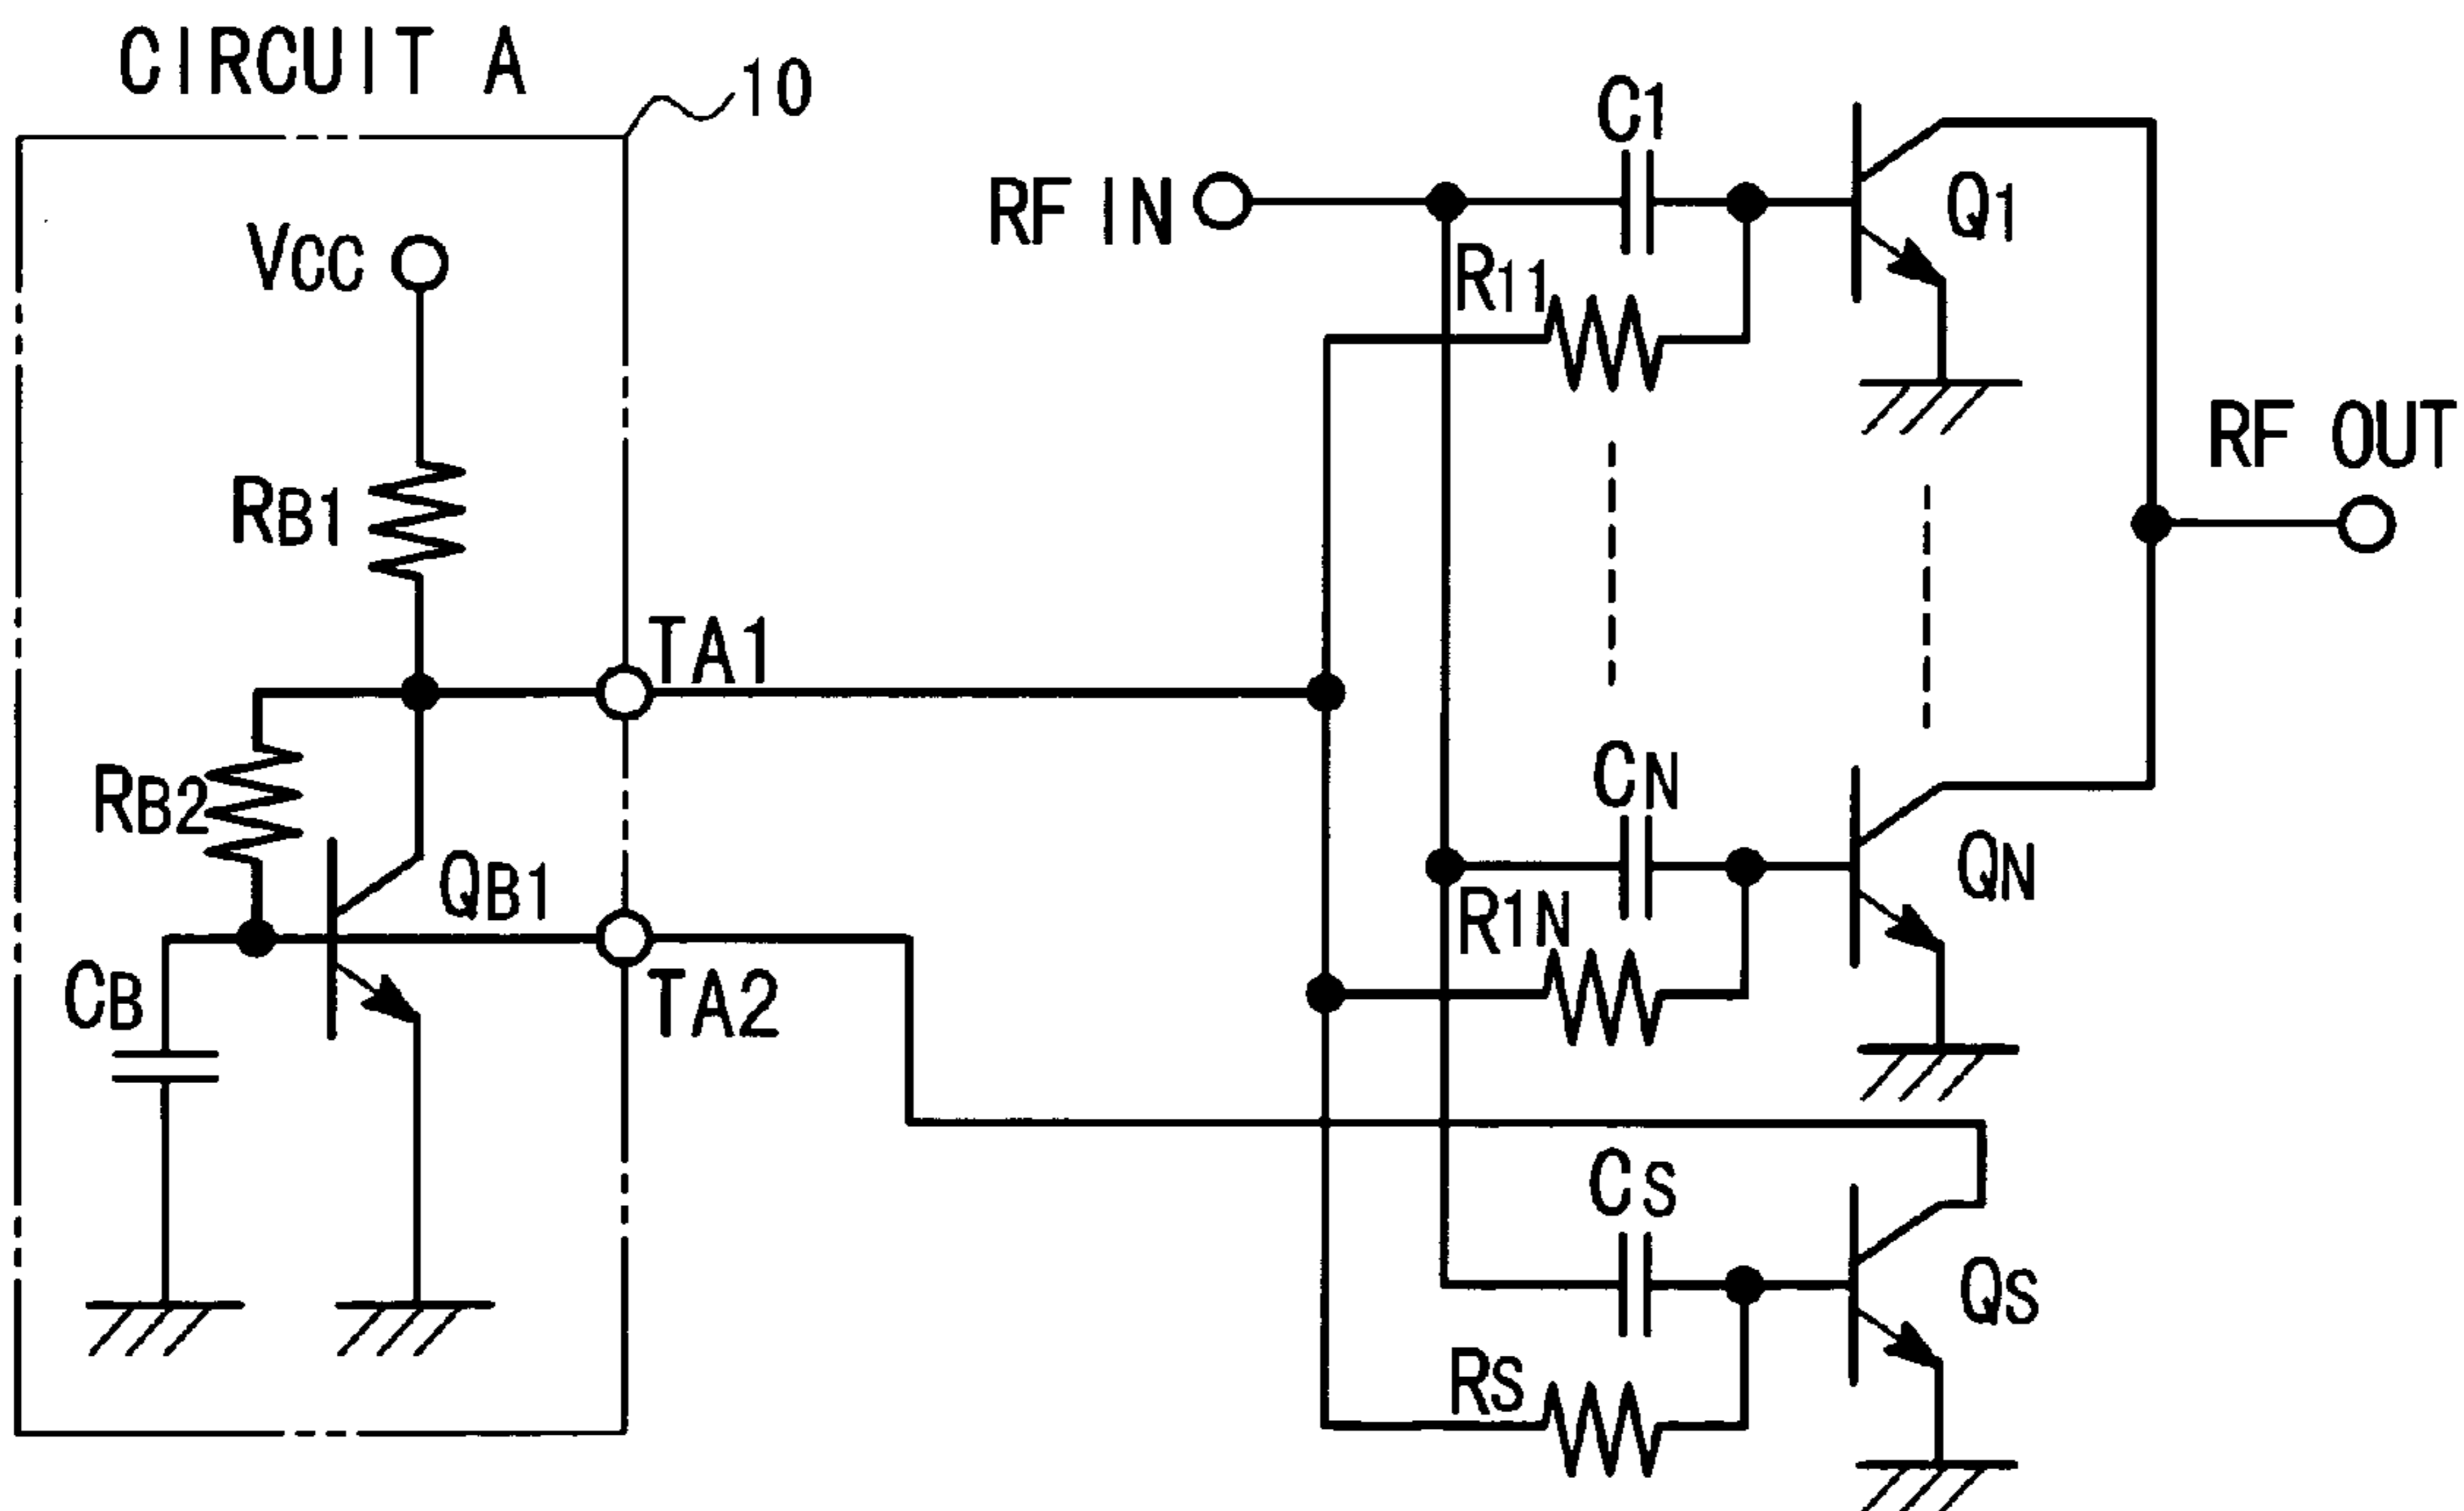 CIRCUIT A
10
C1
RF IN
Q1
VCC
R11
RF OUT
RB1
TA1
CN
RB2
QB1
QN
R1N
CB
TA2
CS
QS
RS